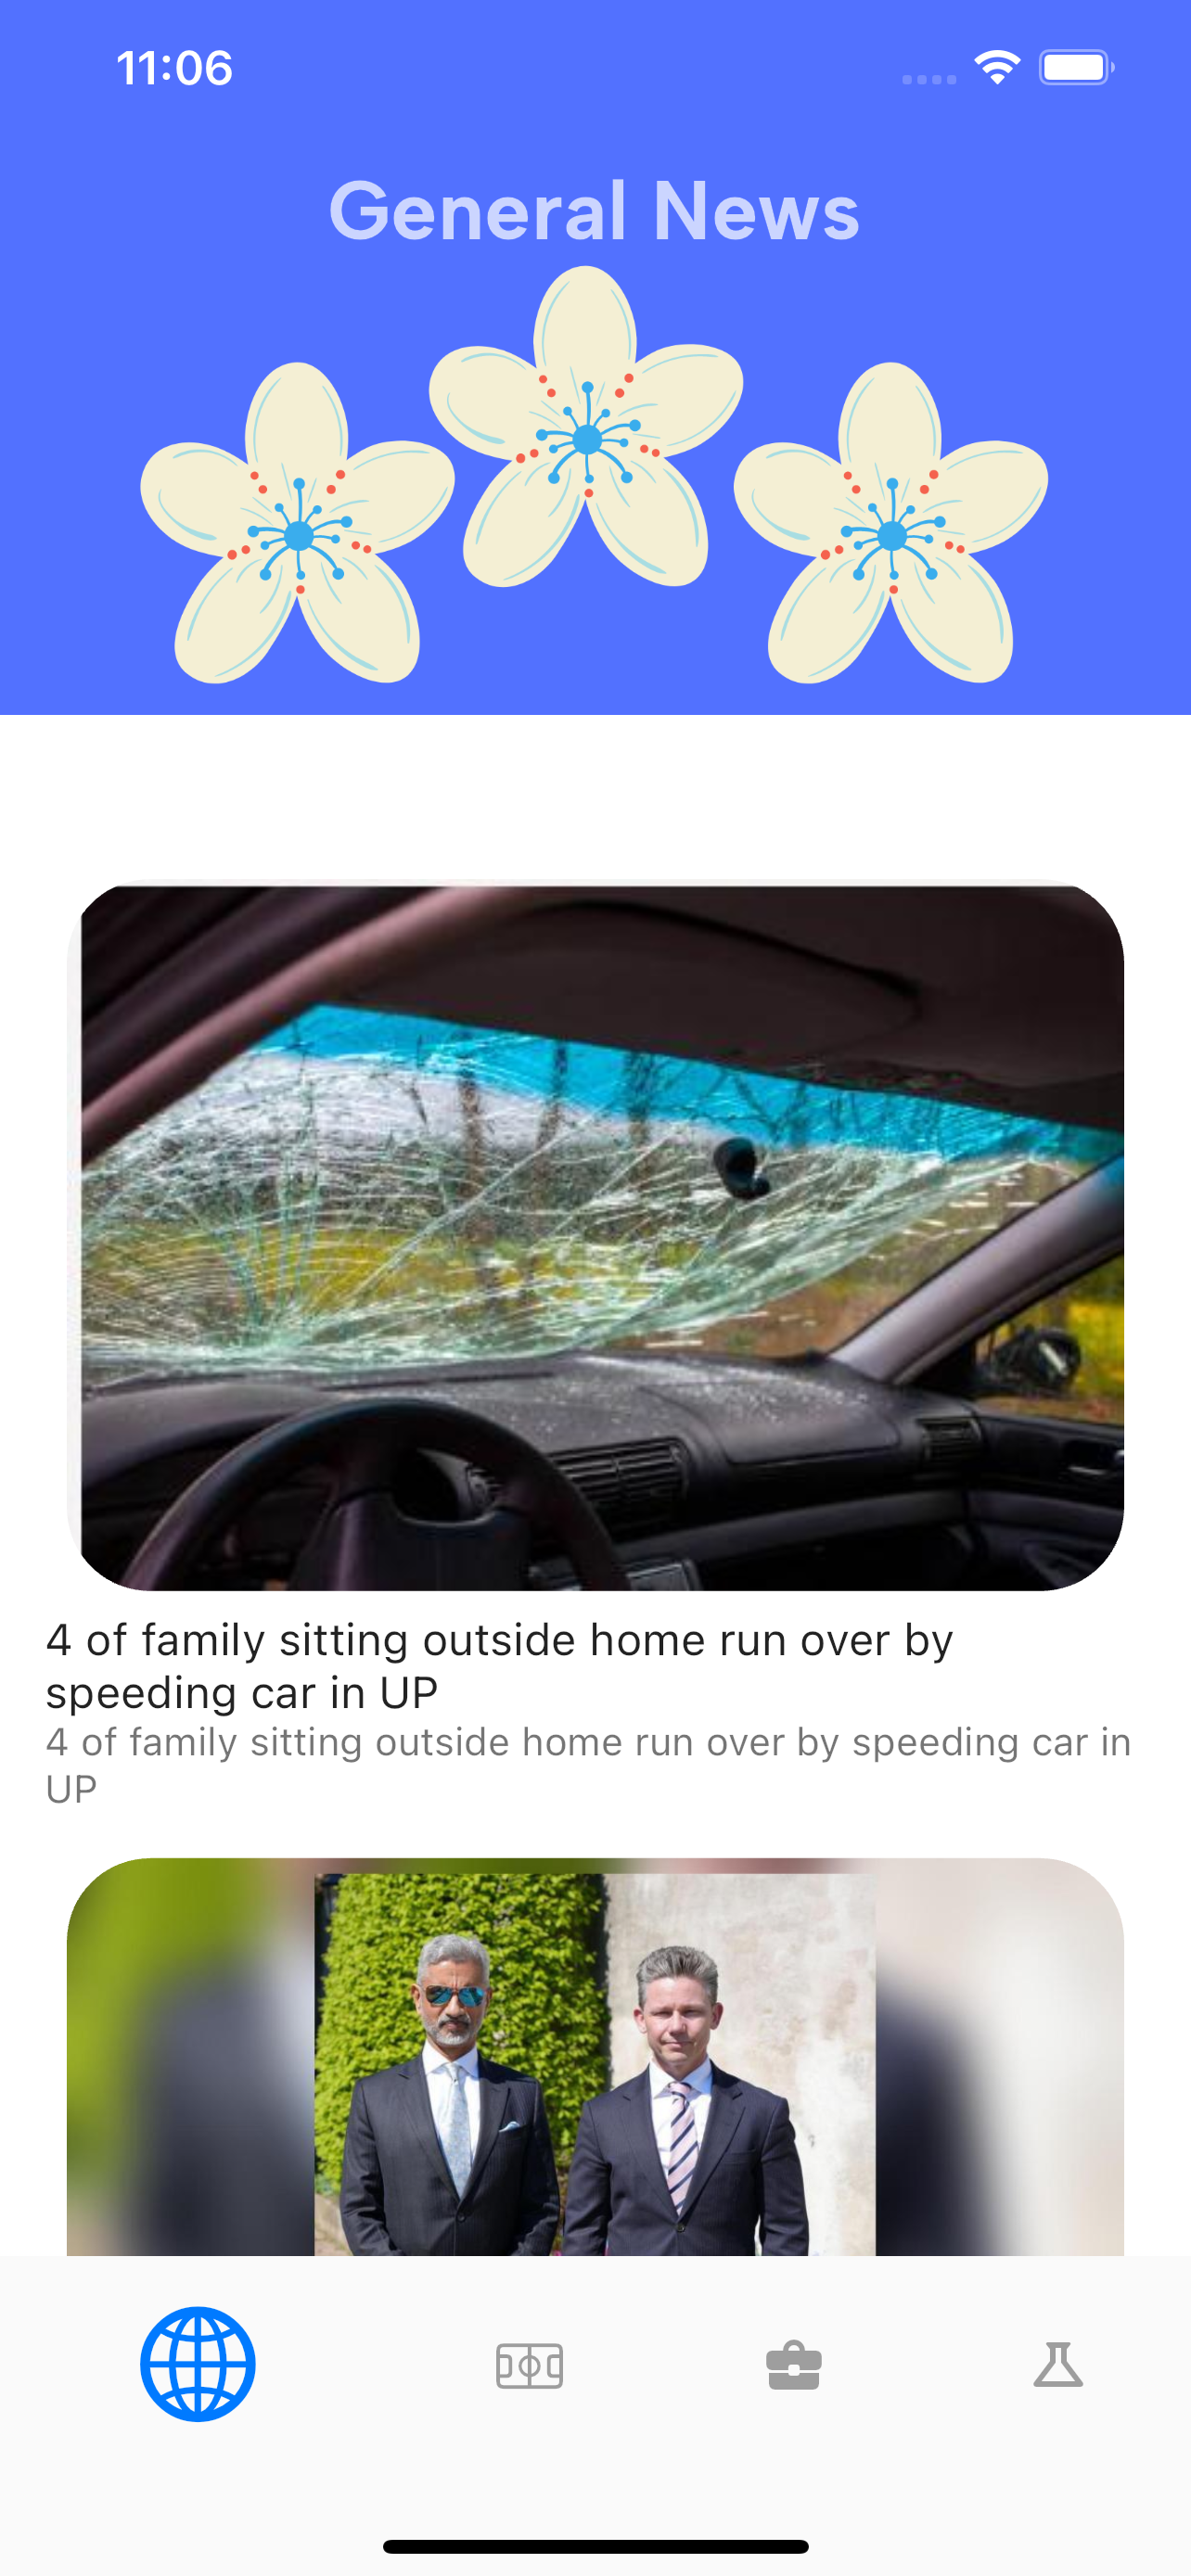 11:06
General News
4 of family sitting outside home run over by
speeding car in UP
4 of family sitting outside home run over by speeding car in
UP